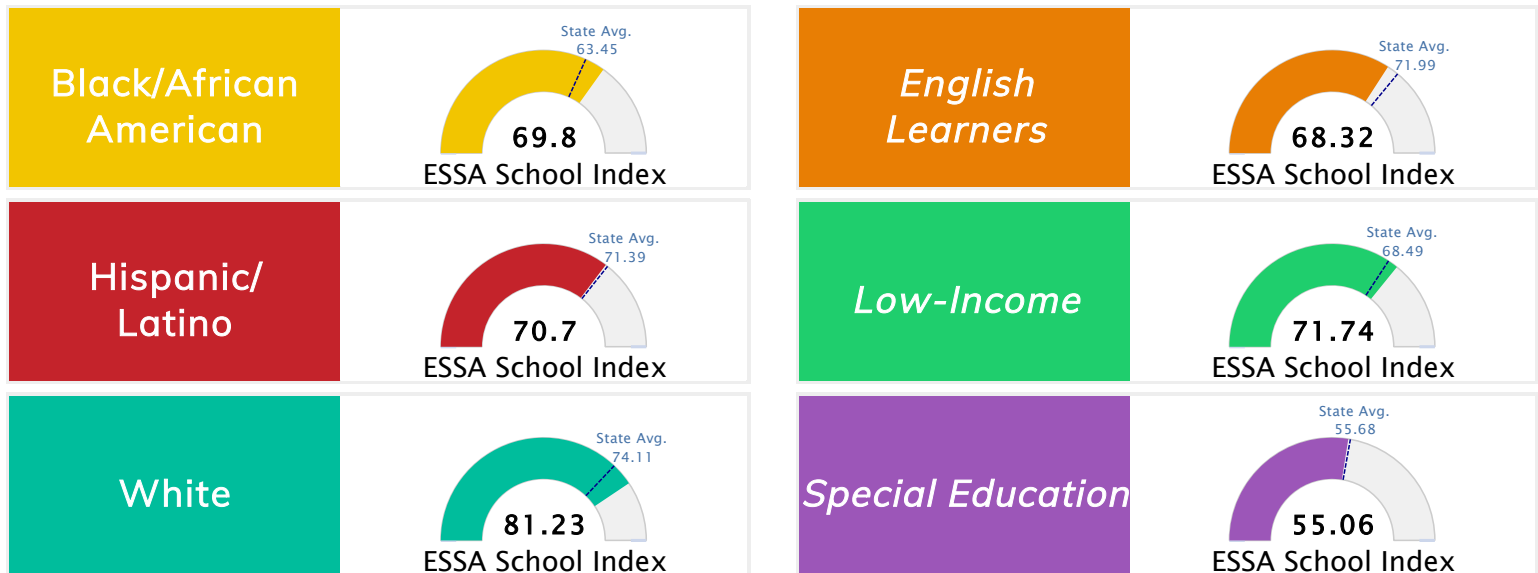 Black/African
American
State Avg.
63.45
69.8
ESSA School Index
English
Learners
State Avg.
71.99
68.32
ESSA School Index
Hispanic/
Latino
State Avg.
71.39
70.7
ESSA School Index
Low-Income
State Avg.
68.49
71.74
ESSA School Index
White
State Avg.
74.11
81.23
ESSA School Index
Special Education
State Avg.
55.68
55.06
ESSA School Index